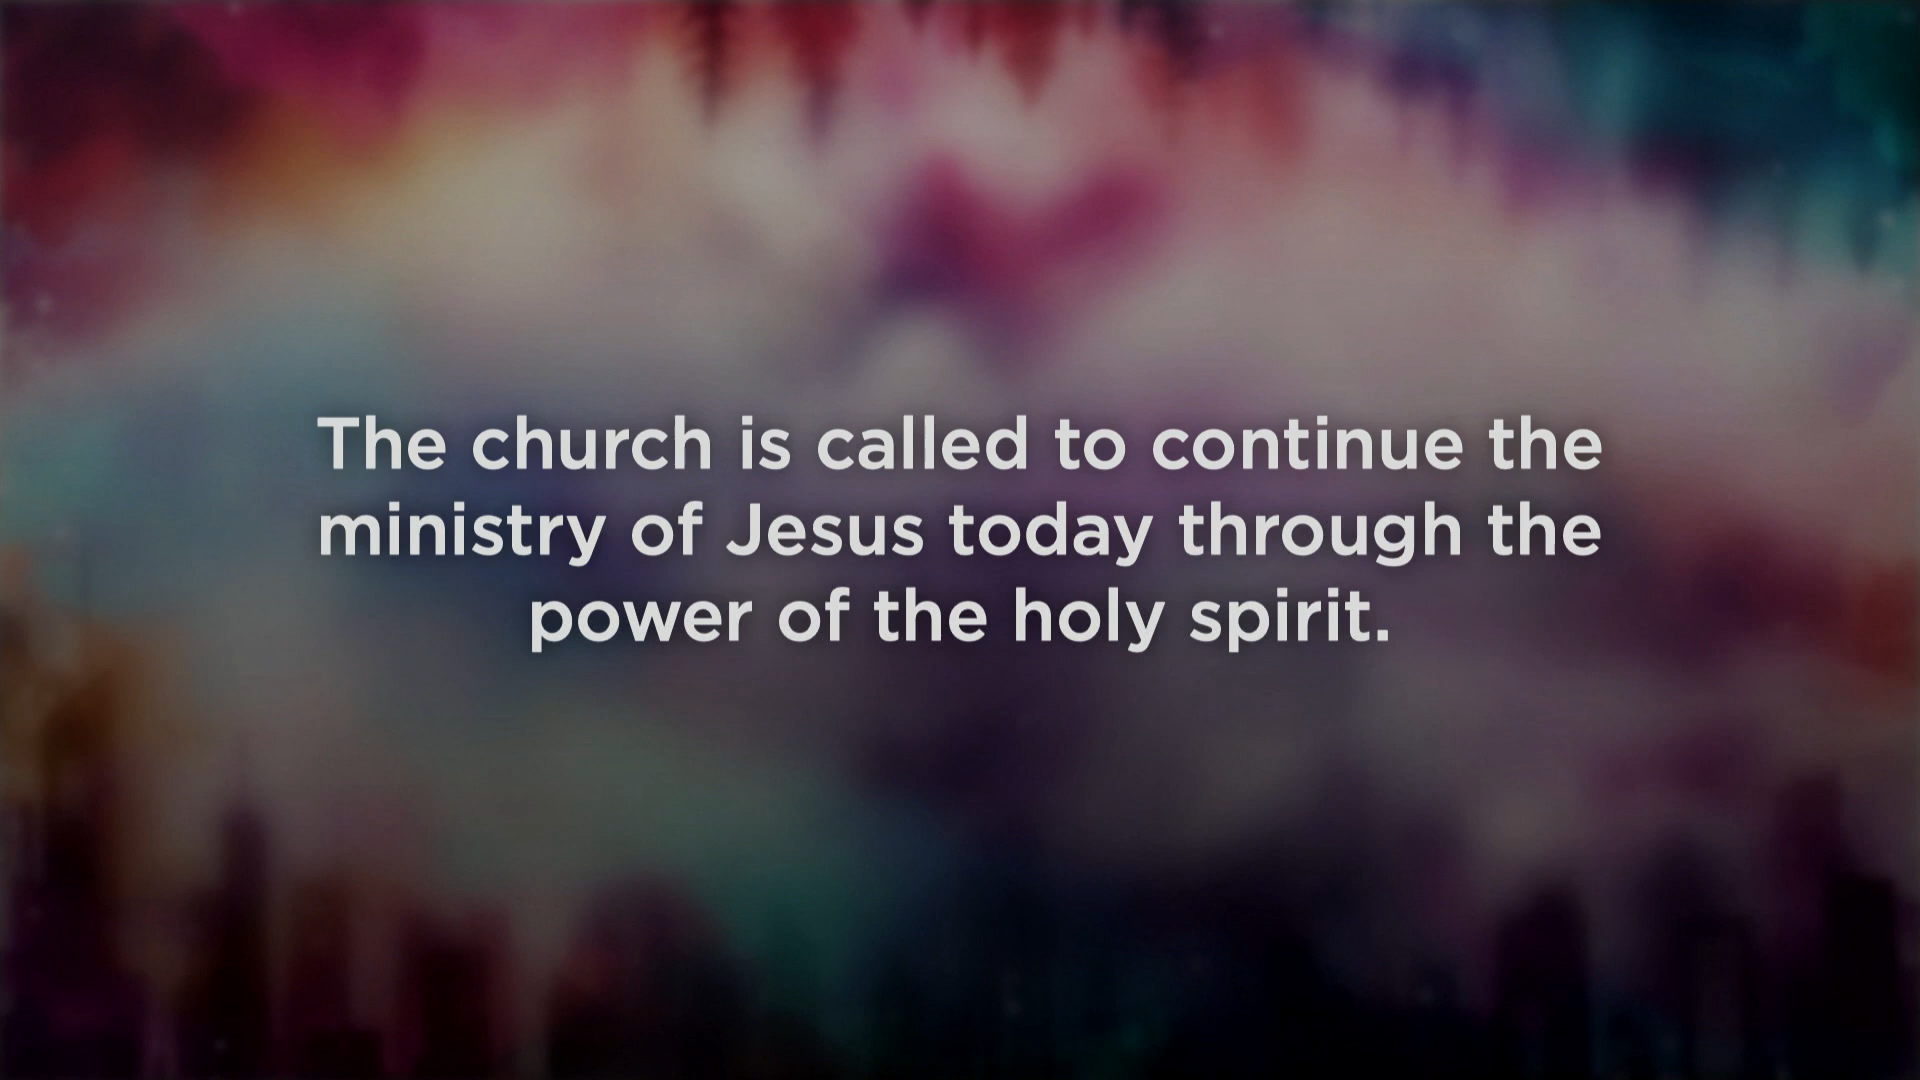 The church is called to continue the
ministry of Jesus today through the
power of the holy spirit.